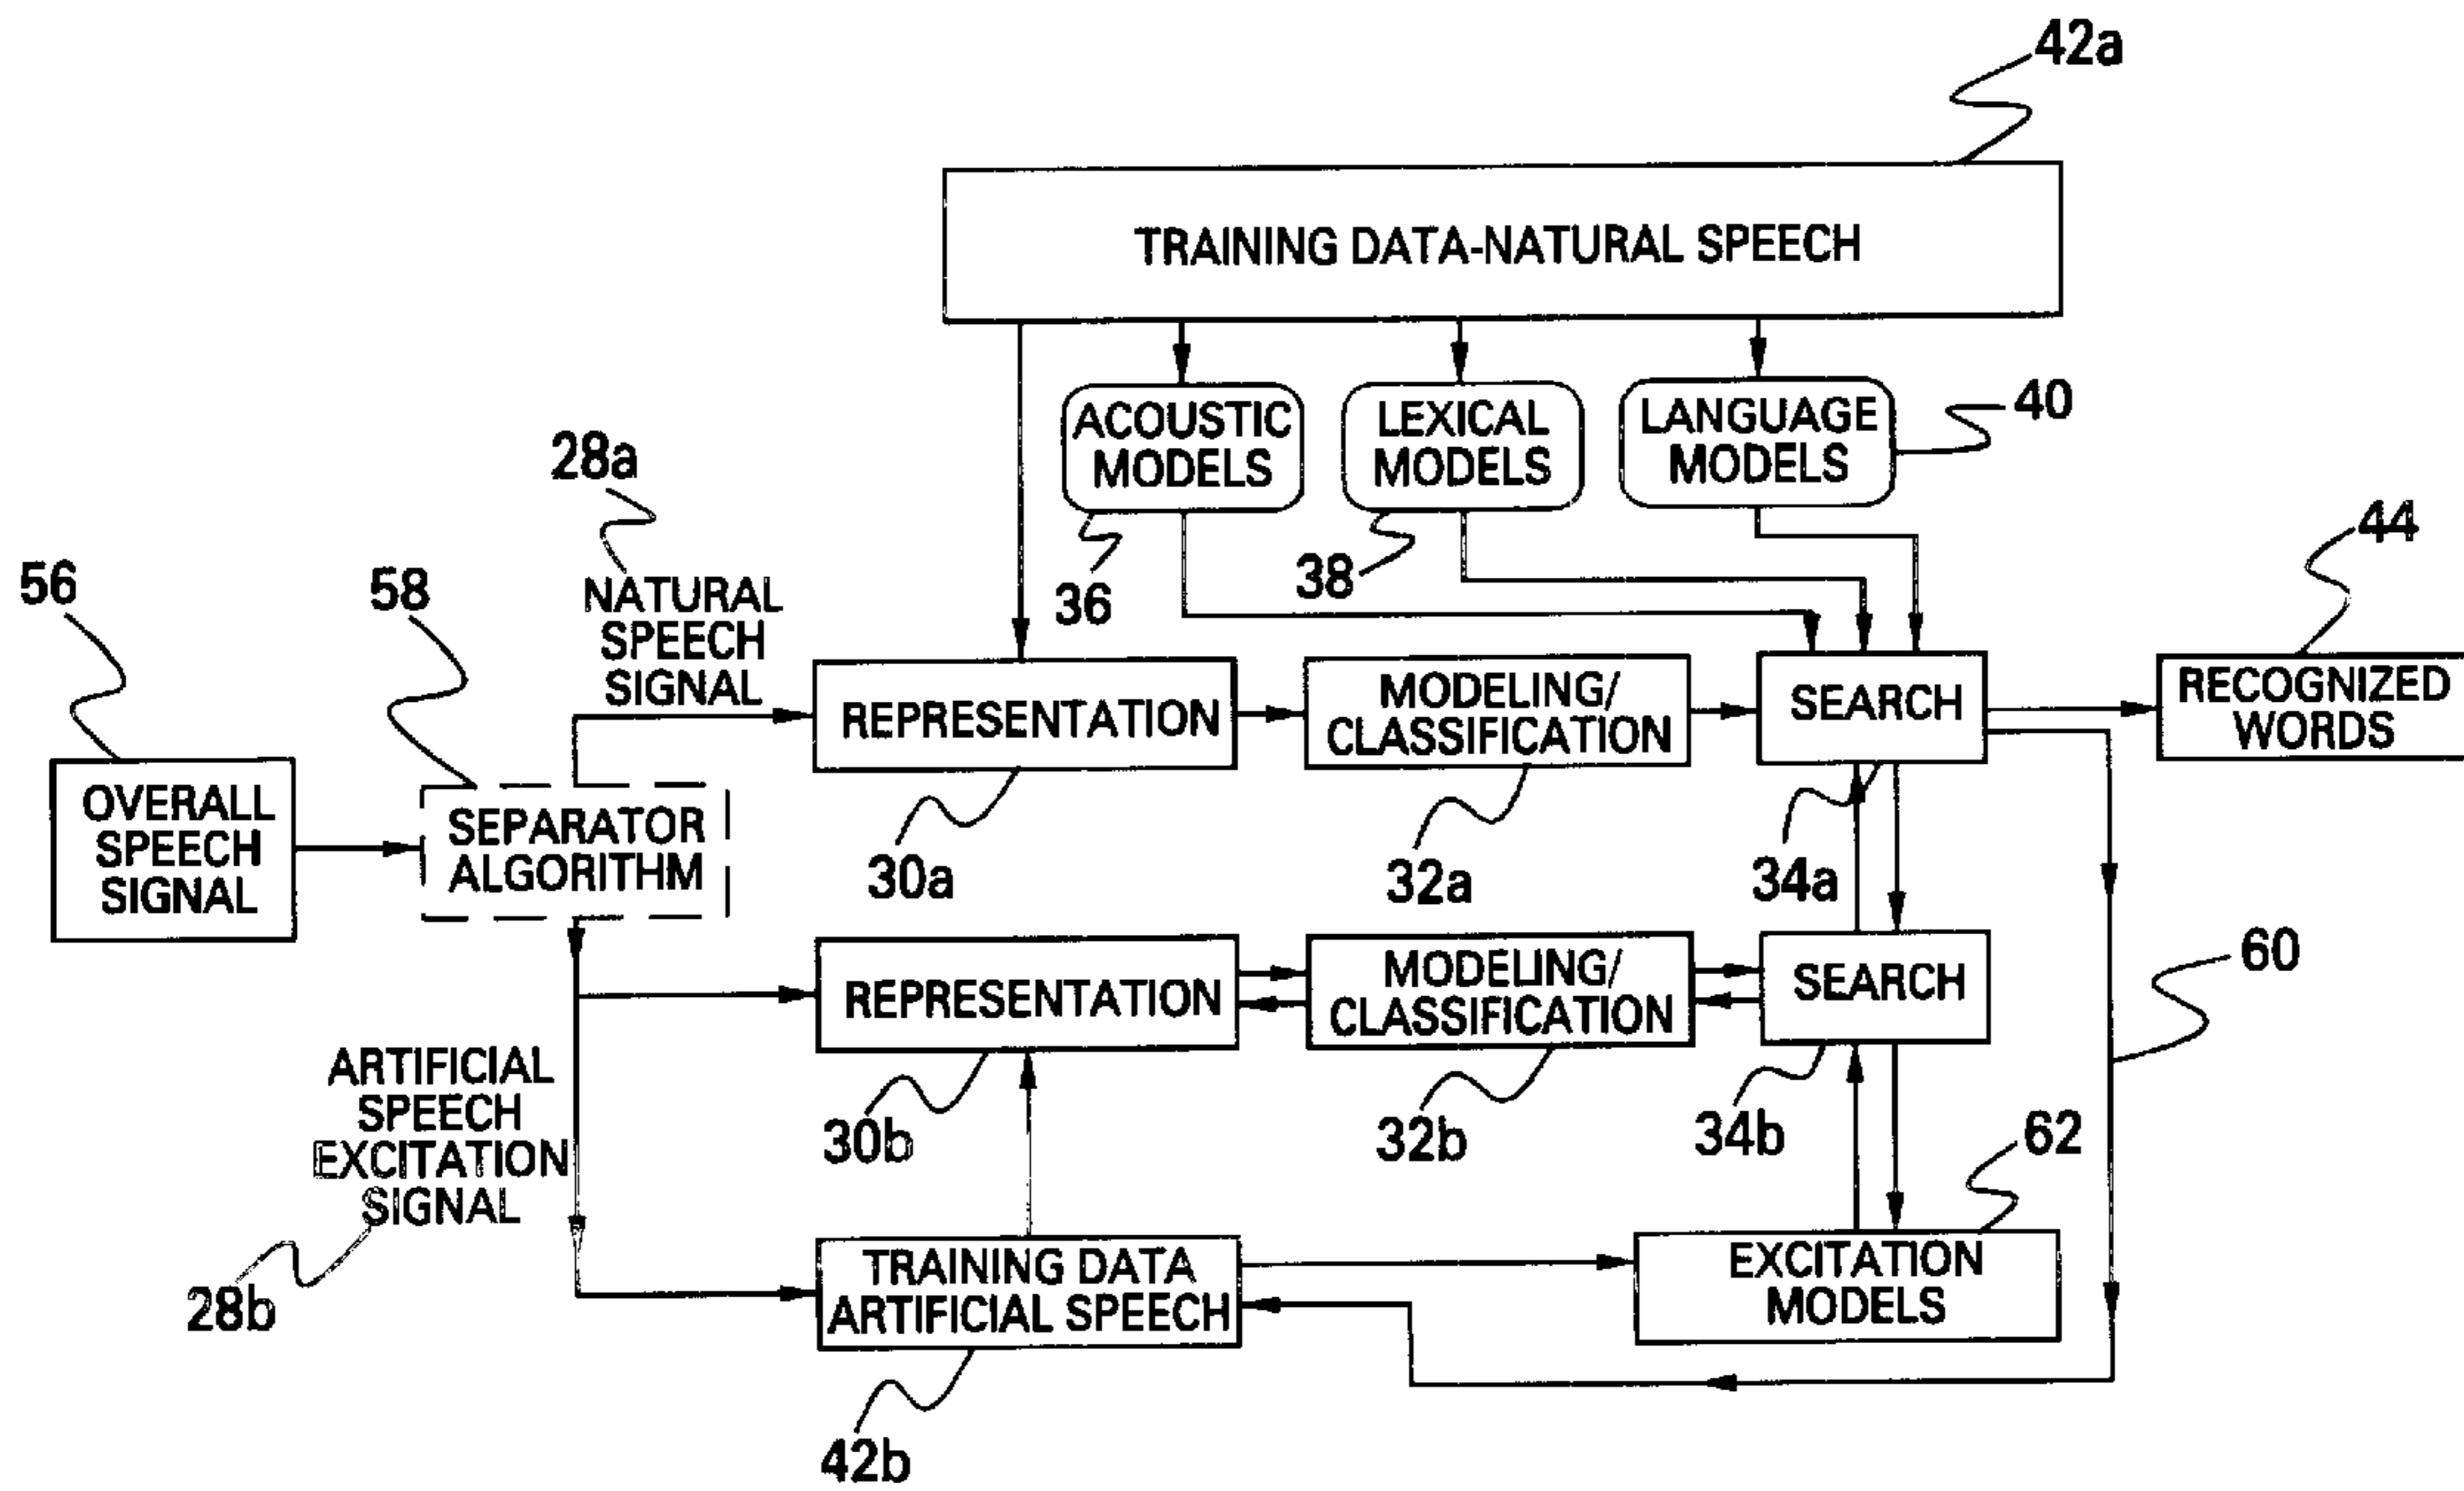 42a
TRAINING DATA-NATURAL SPEECH
ACOUSTIC
MODELS
LEXICAL
MODELS
LANGUAGE
MODELS
40
28a
36
38
44
56
58
NATURAL
SPEECH
SIGNAL
REPRESENTATION
MODELING/
CLASSIFICATION
SEARCH
RECOGNIZED
WORDS
OVERALL
SPEECH
SIGNAL
SEPARATOR
ALGORITHM
30a
32a
34a
60
REPRESENTATION
MODELING/
CLASSIFICATION
SEARCH
ARTIFICIAL
SPEECH
EXCITATION
SIGNAL
30b
32b
34b
62
28b
TRAINING DATA
ARTIFICIAL SPEECH
EXCITATION
MODELS
42b